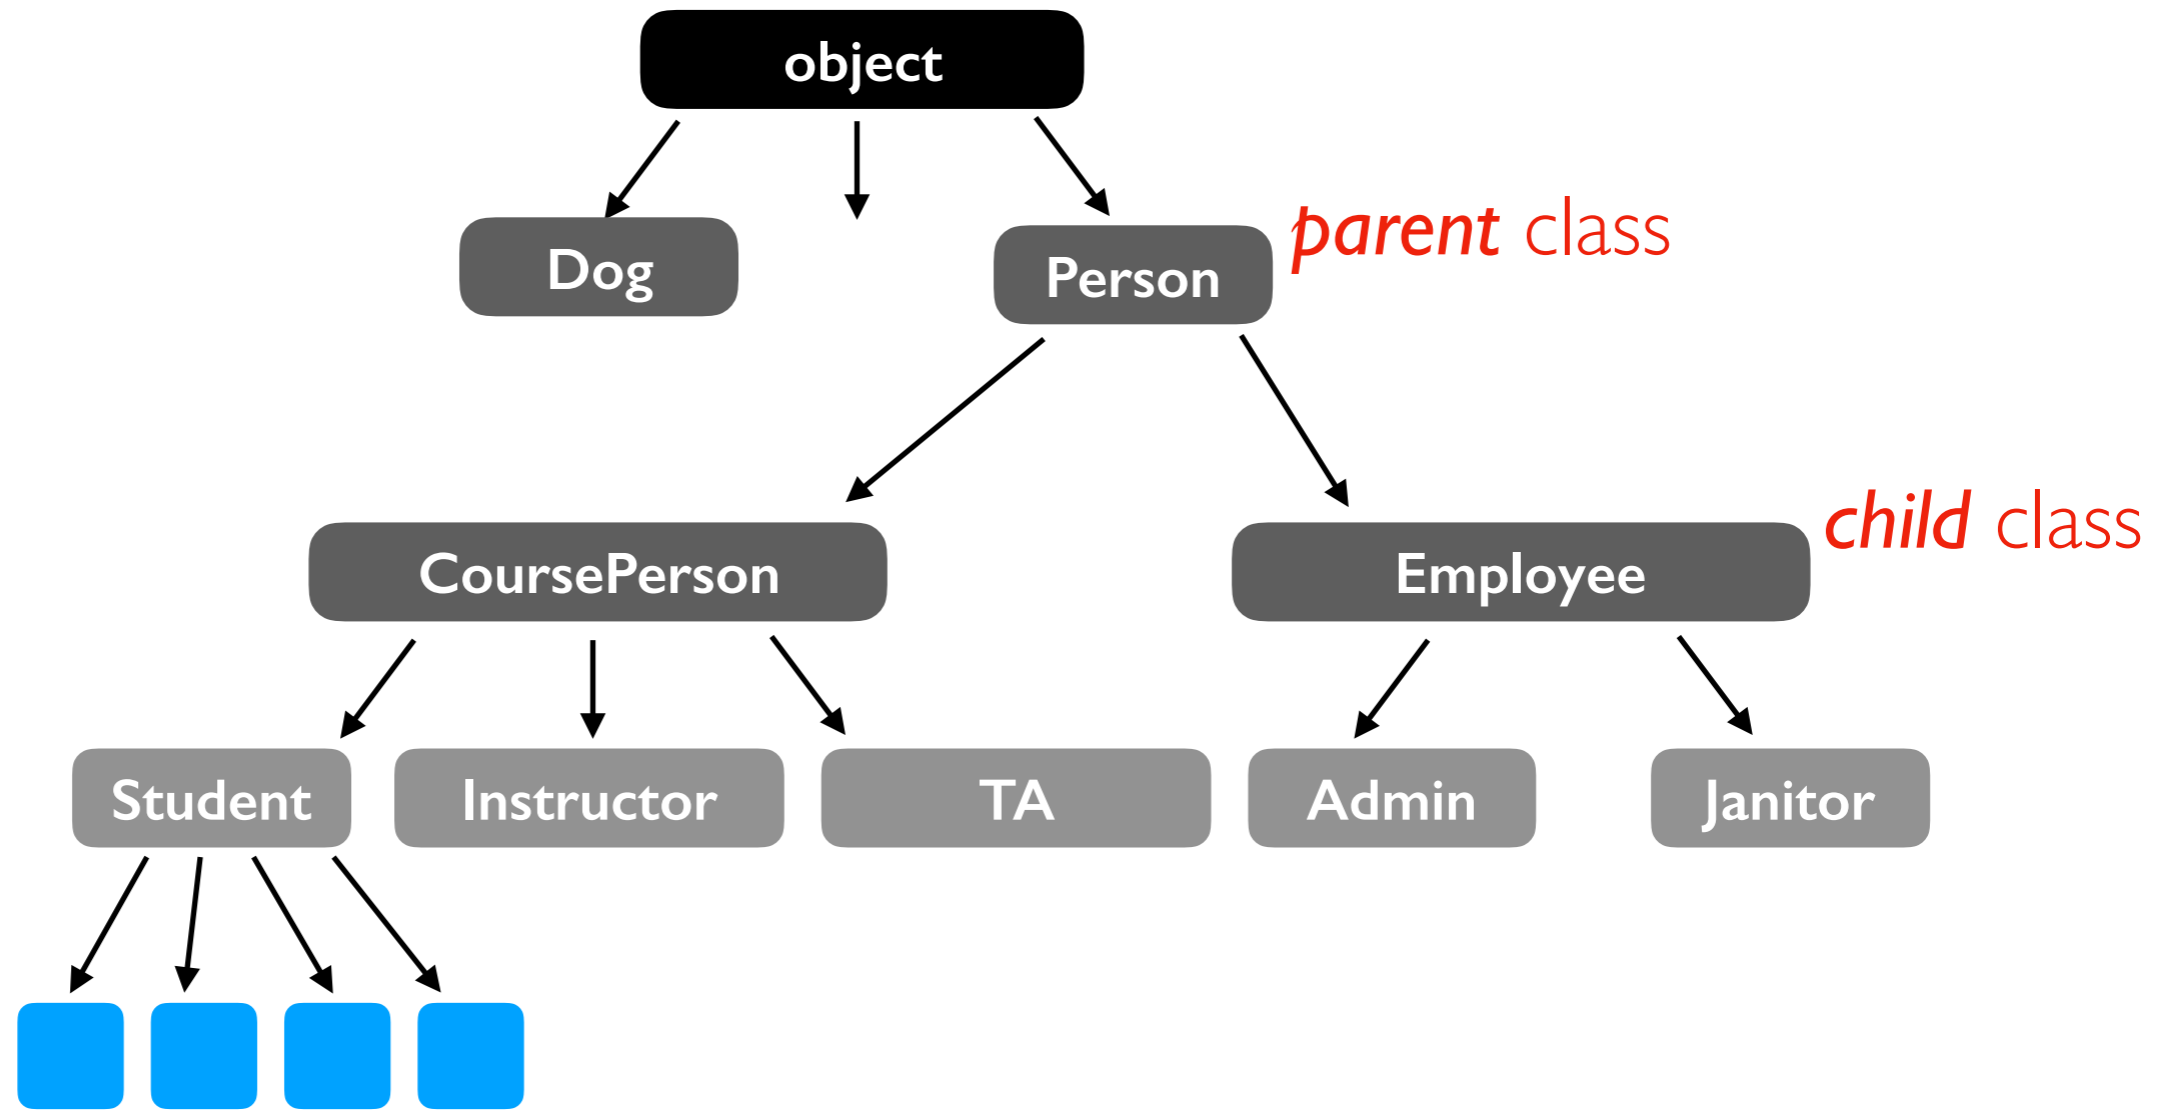 object
Dog
Person
parent class
CoursePerson
Employee
child class
Student
Instructor
TA
Admin
Janitor